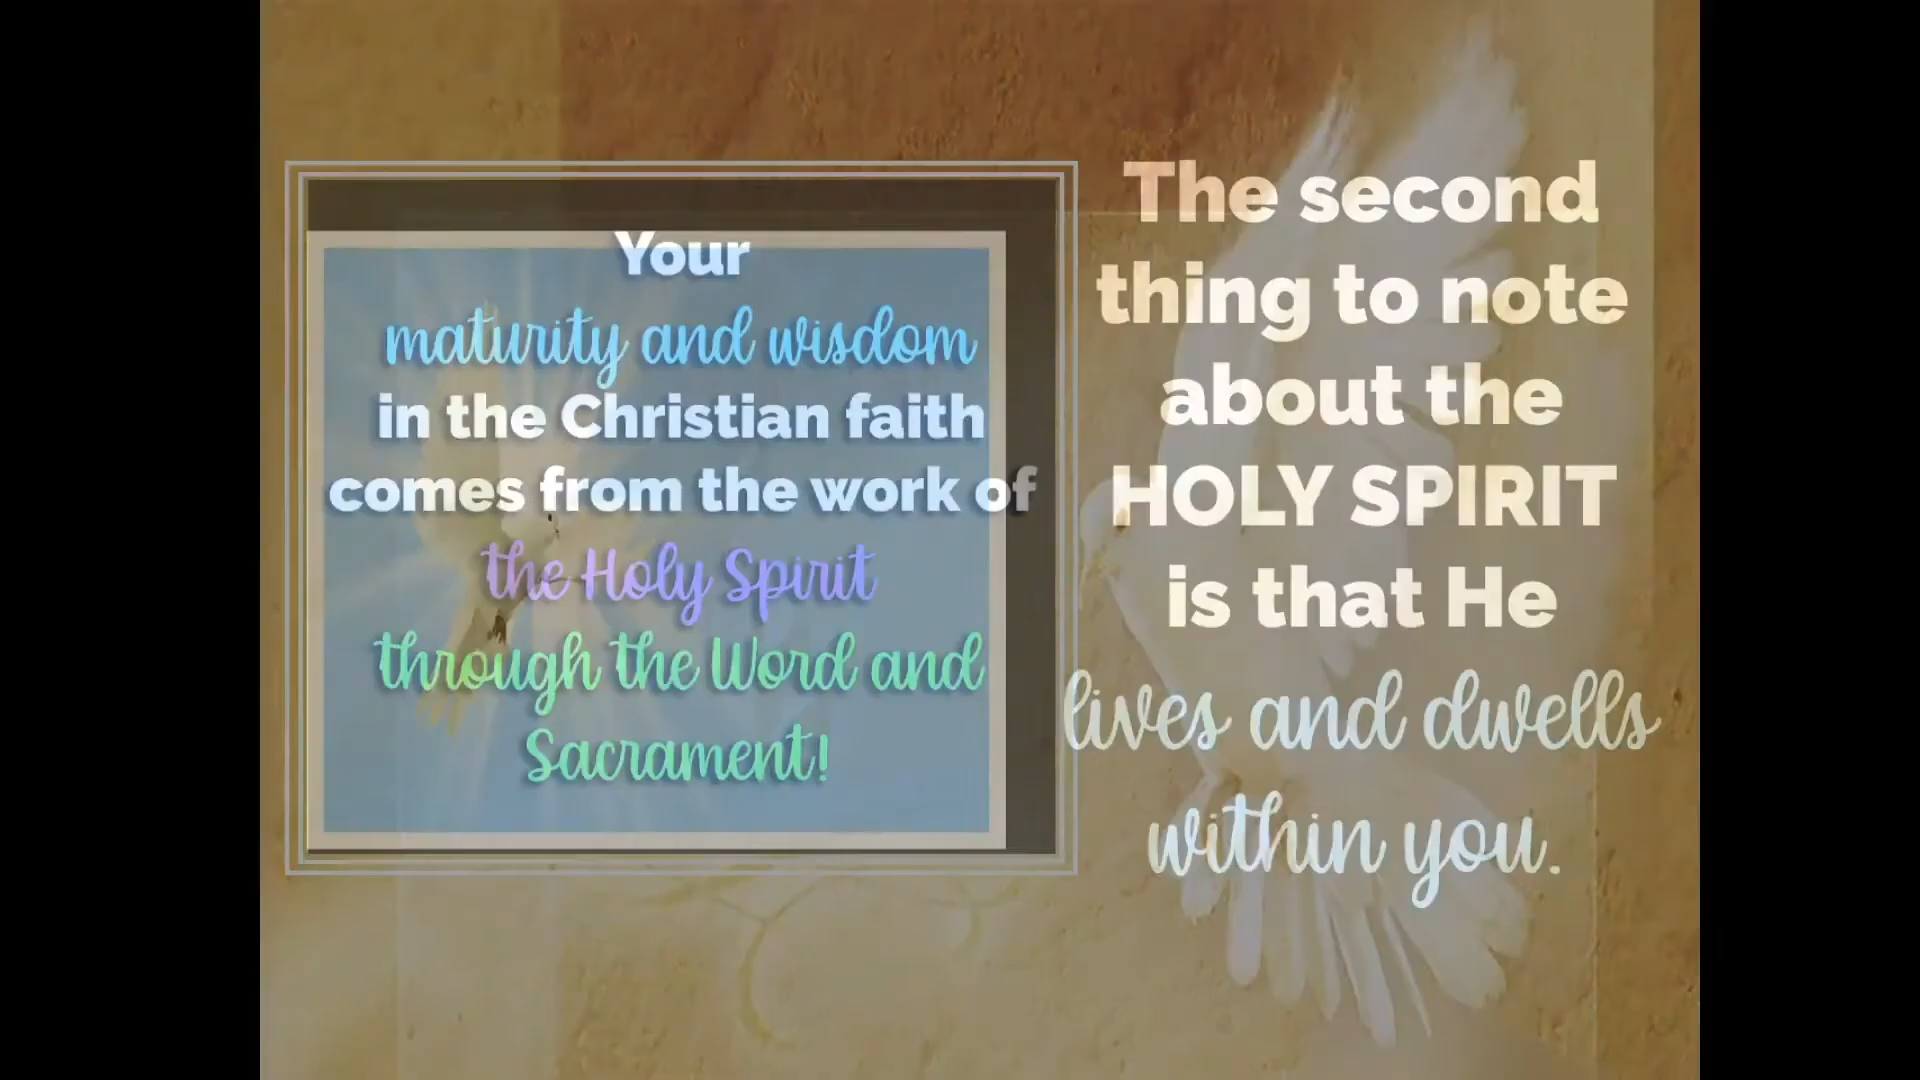 Your
maturity and wisdom
in the Christian faith
comes from the work of
the Holy Spirit
through the Word and
Sacrament!
The second
thing to note
about the
HOLY SPIRIT
is that He
lives and dwells
within you.